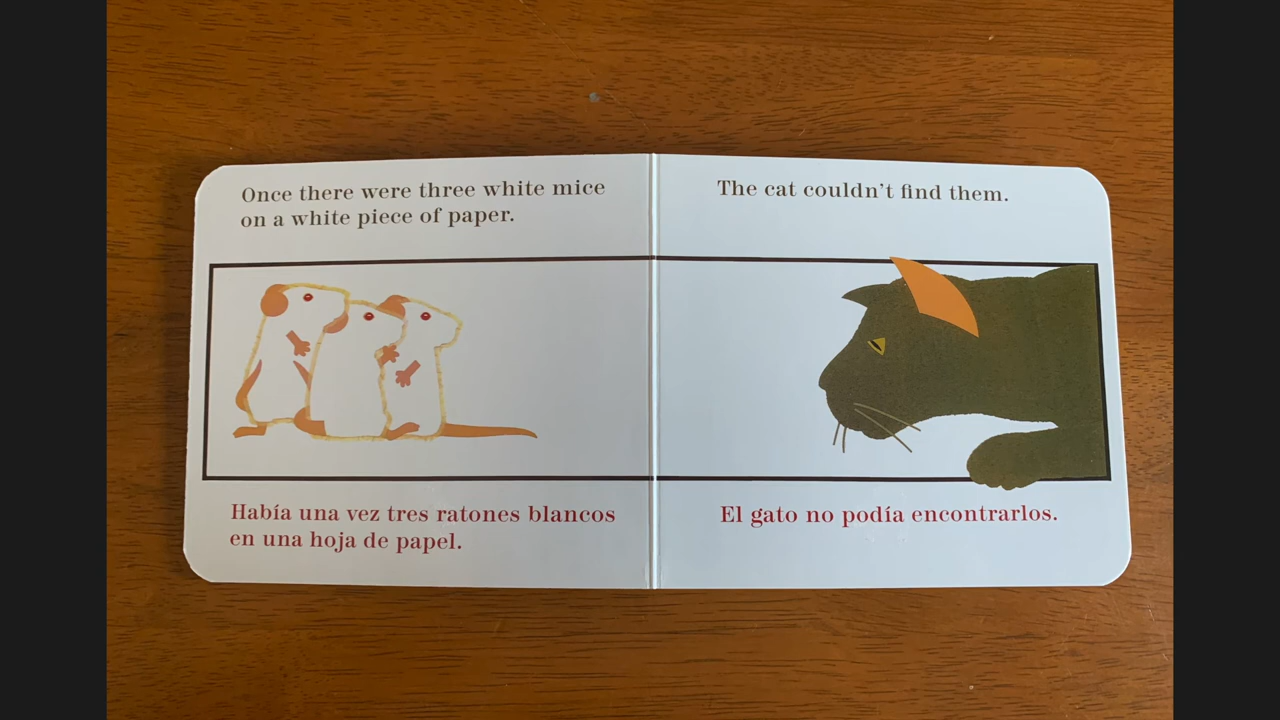 Once there were three white mice
on a white piece of paper.
Había una vez tres ratones blancos
en una hoja de papel.
The cat couldn't find them.
El gato no podía encontrarlos.